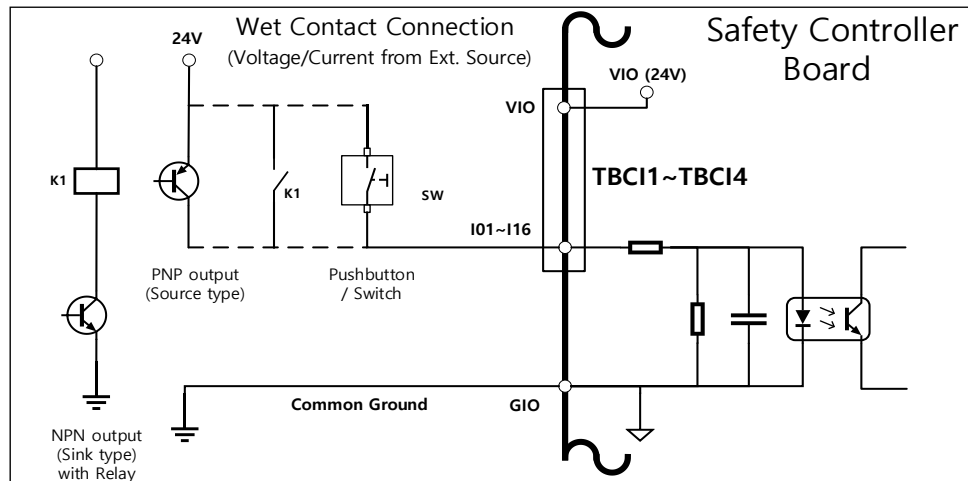 Wet Contact Connection
(Voltage/Current from Ext. Source)
Safety Controller
Board
24V
VIO (24V)
VIO
TBCI1~TBCI4
K1
K1
SW
I01~I16
PNP output
(Source type)
Pushbutton
/ Switch
Common Ground
GIO
NPN output
(Sink type)
with Relay